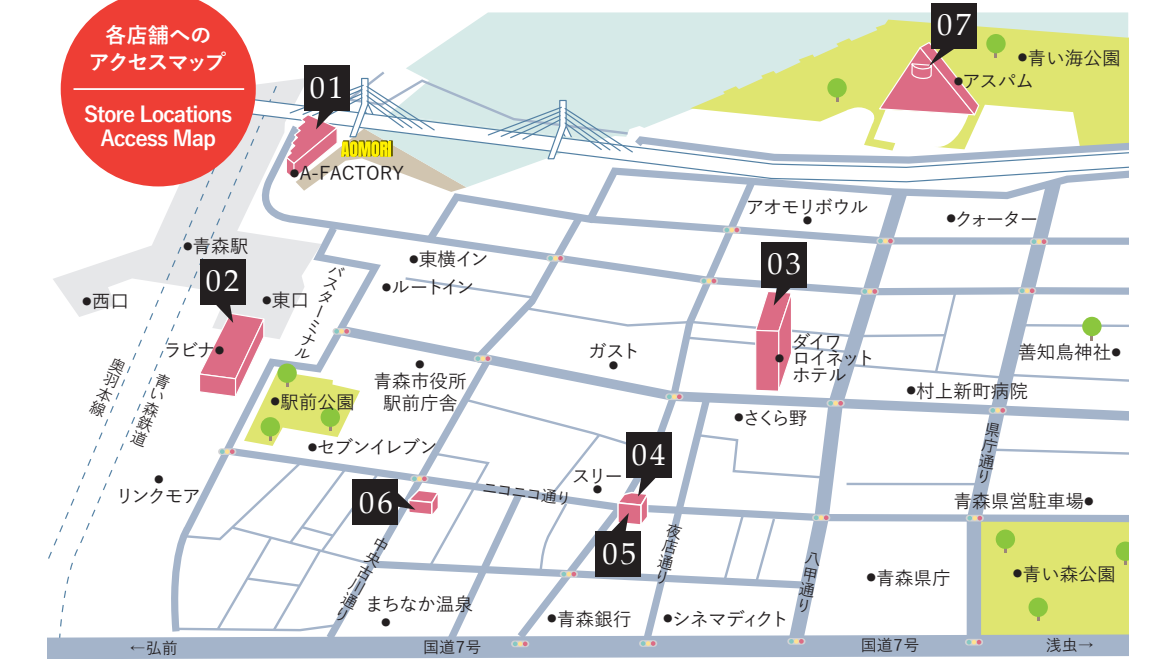 各店舗への
アクセスマップ
Store Locations
Access Map
01
AOMORI
A-FACTORY
07
青い海公園
アスパム
アオモリボウル
クォーター
青森駅
西口
東口
02
ラビナ
バスターミナル
東横イン
ルートイン
03
ダイワ
ロイネット
ホテル
ガスト
善知鳥神社
奥羽本線
青い森鉄道
青森市役所
駅前庁舎
駅前公園
村上新町病院
さくら野
県庁通り
セブンイレブン
リンクモア
06
ニコニコ通り
スリー
04
05
青森県営駐車場
中央古川通り
夜店通り
八甲通り
青森県庁
青い森公園
まちなか温泉
青森銀行
シネマディクト
←弘前
国道7号
国道7号
浅虫→